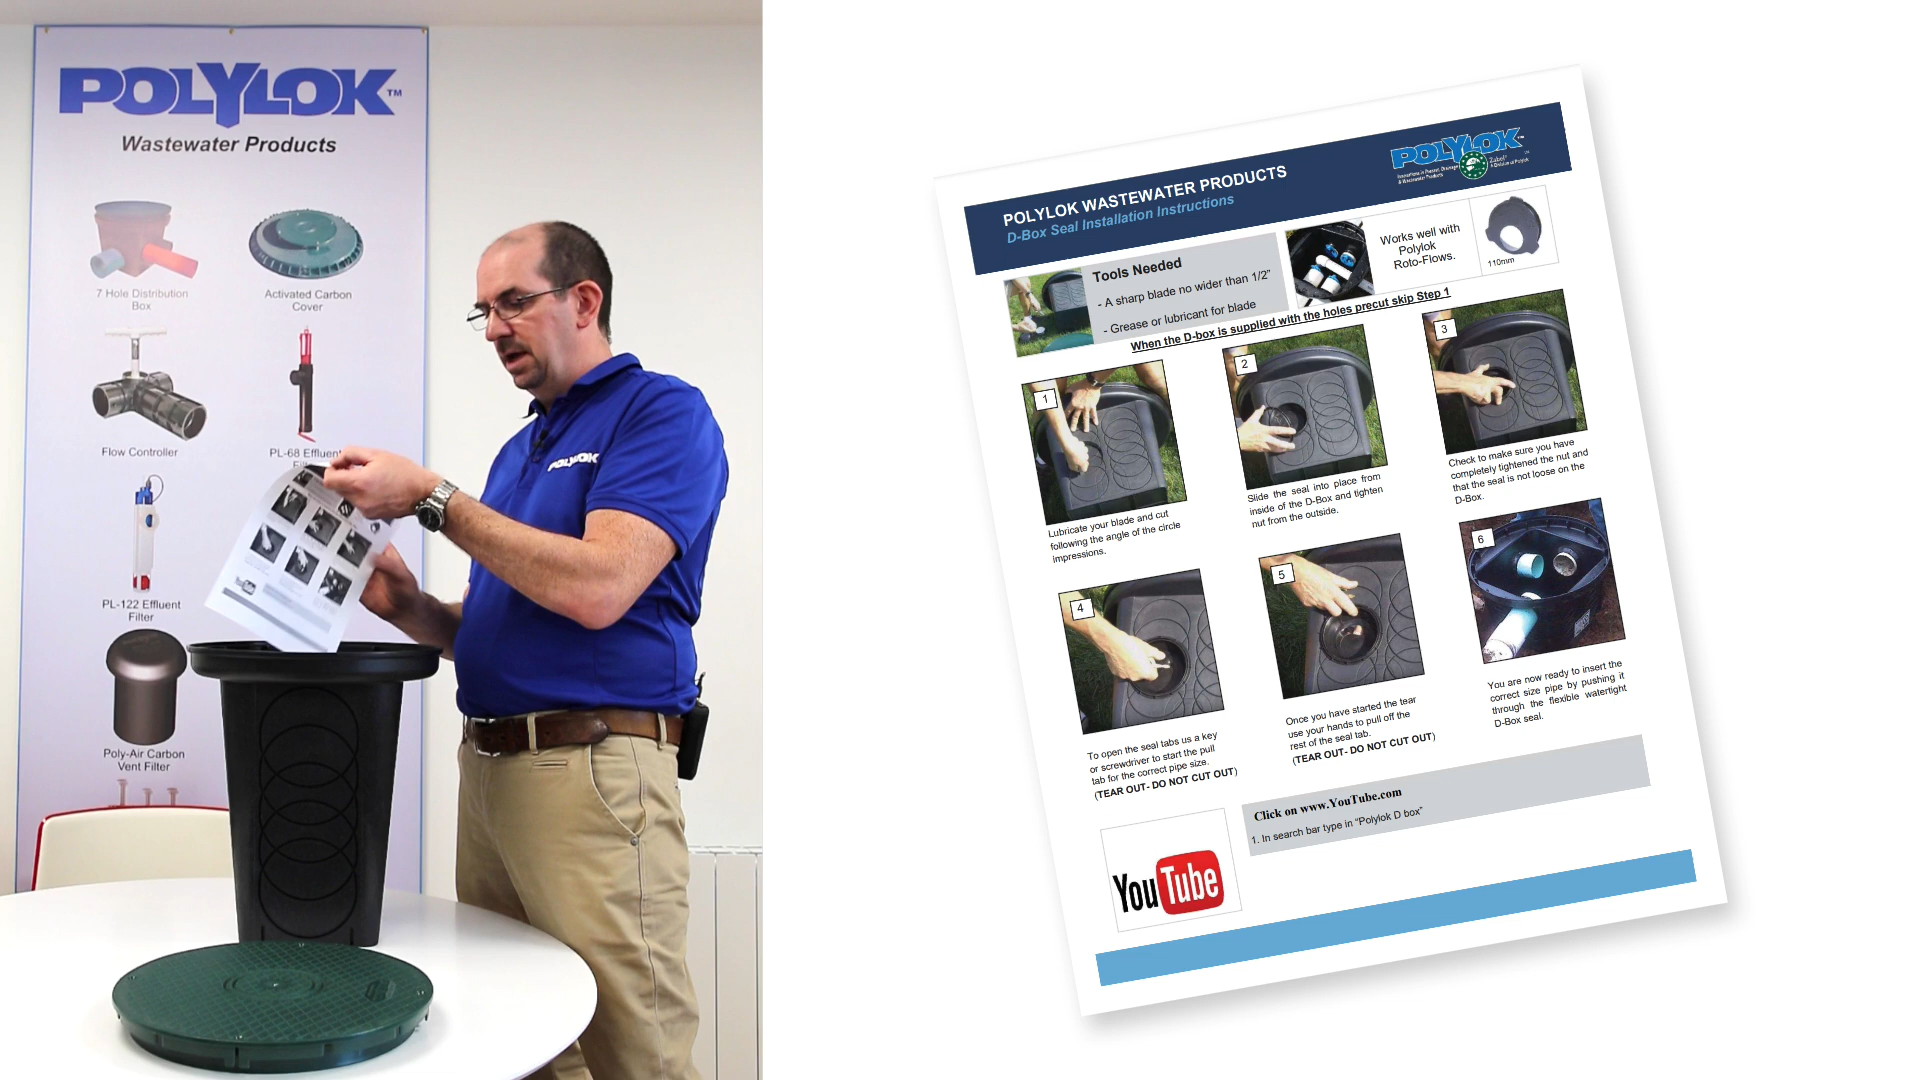 POLYLOK™
Wastewater Products
7 Hole Distribution
Box
Activated Carbon
Cover
Flow Controller
PL-68 Effluent
PL-122 Effluent
Filter
Poly-Air Carbon
Vent Filter
POLYLOK
POLYLOK WASTEWATER PRODUCTS
D-Box Seal Installation Instructions
POLYLOK
Zabel
A Division of Polylok
Innovations in Precast, Drainage
& Wastewater Products
Tools Needed
- A sharp blade no wider than 1/2"
- Grease or lubricant for blade
Works well with
Polylok
Roto-Flows.
110mm
When the D-box is supplied with the holes precut skip Step 1
1
Lubricate your blade and cut
following the angle of the circle
impressions.
2
Slide the seal into place from
inside of the D-Box and tighten
nut from the outside.
3
Check to make sure you have
completely tightened the nut and
that the seal is not loose on the
D-Box.
4
To open the seal tabs us a key
or screwdriver to start the pull
tab for the correct pipe size.
(TEAR OUT- DO NOT CUT OUT)
5
Once you have started the tear
use your hands to pull off the
rest of the seal tab.
(TEAR OUT- DO NOT CUT OUT)
6
You are now ready to insert the
correct size pipe by pushing it
through the flexible watertight
D-Box seal.
YouTube
Click on www.YouTube.com
1. In search bar type in "Polylok D box"